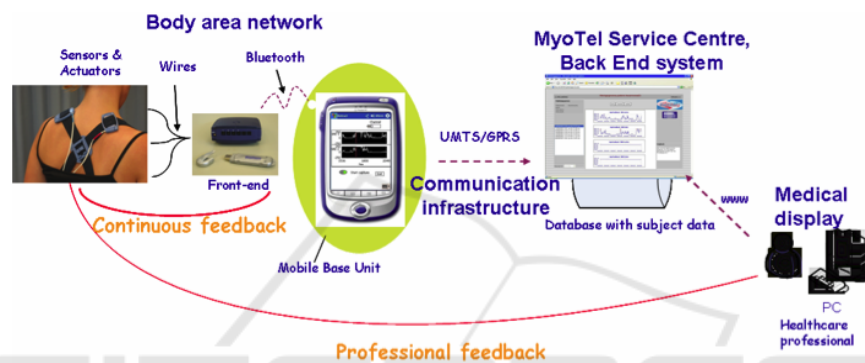 Body area network
Sensors &
Actuators
Wires
Bluetooth
MyoTel Service Centre,
Back End system
UMTS/GPRS
Front-end
Communication
infrastructure
www
Medical
display
Continuous feedback
Database with subject data
Mobile Base Unit
PC
Healthcare
professional
Professional feedback